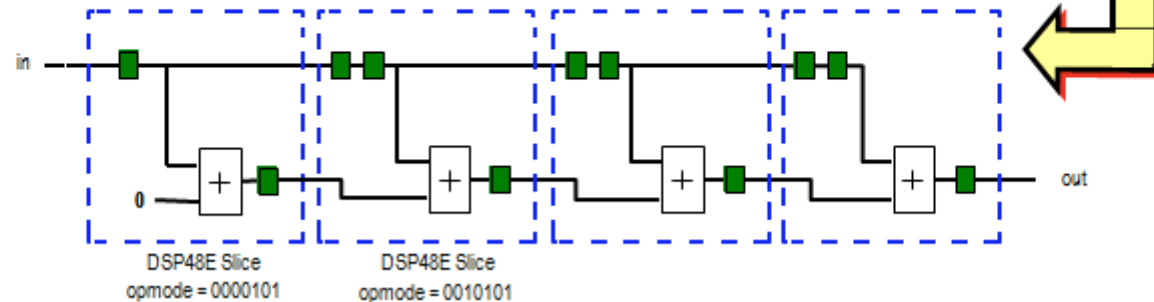 in
+
+
+
+
0
out
DSP48E Slice
opmode = 0000101
DSP48E Slice
opmode = 0010101